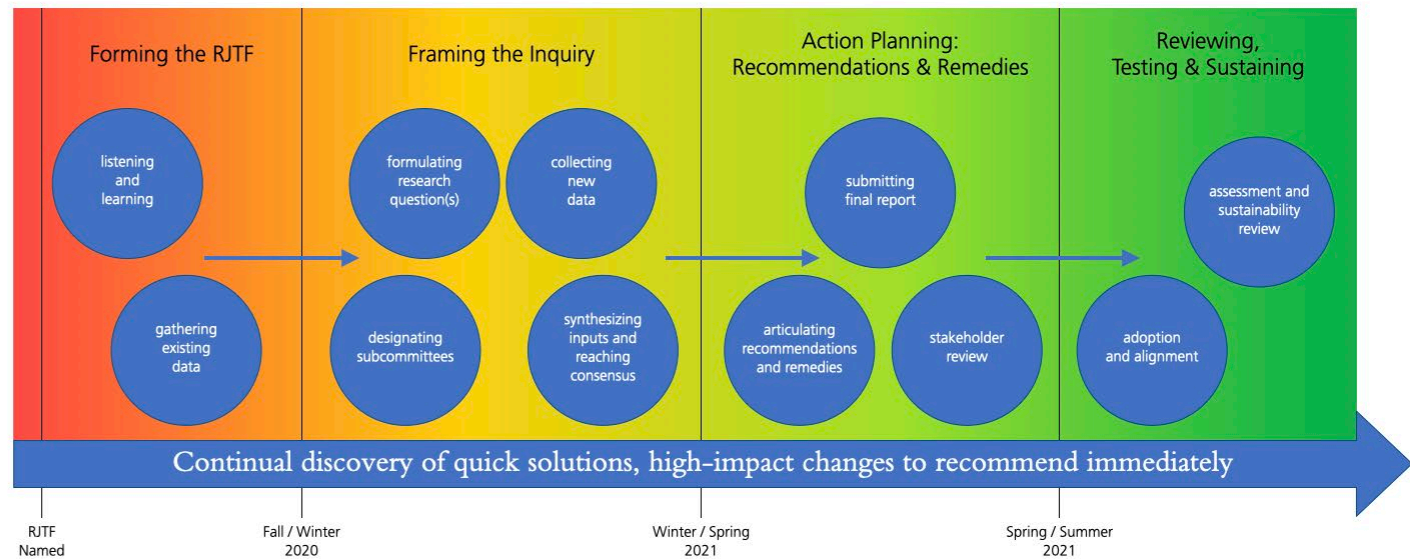 Forming the RJTF
Framing the Inquiry
Action Planning:
Recommendations & Remedies
Reviewing,
Testing & Sustaining
listening
and
learning
gathering
existing
data
formulating
research
question(s)
collecting
new
data
designating
subcommittees
synthesizing
inputs and
reaching
consensus
submitting
final report
articulating
recommendations
and remedies
stakeholder
review
assessment and
sustainability
review
adoption
and alignment
Continual discovery of quick solutions, high-impact changes to recommend immediately
RJTF
Named
Fall / Winter
2020
Winter / Spring
2021
Spring / Summer
2021